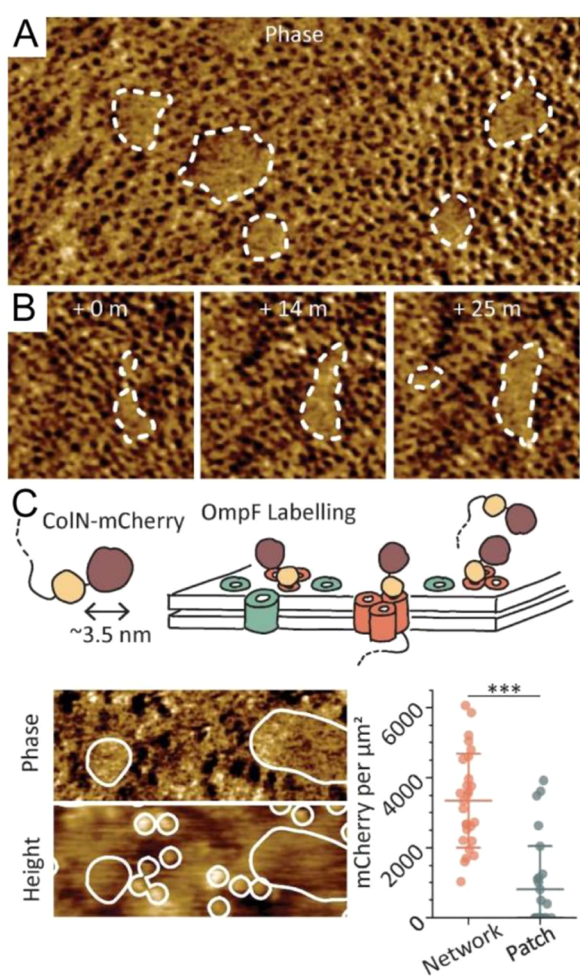 A
Phase
B
+ 0 m
+ 14 m
+ 25 m
C
ColN-mCherry
OmpF Labelling
~3.5 nm
Phase
Height
mCherry per µm²
6000
4000
2000
0
***
Network
Patch